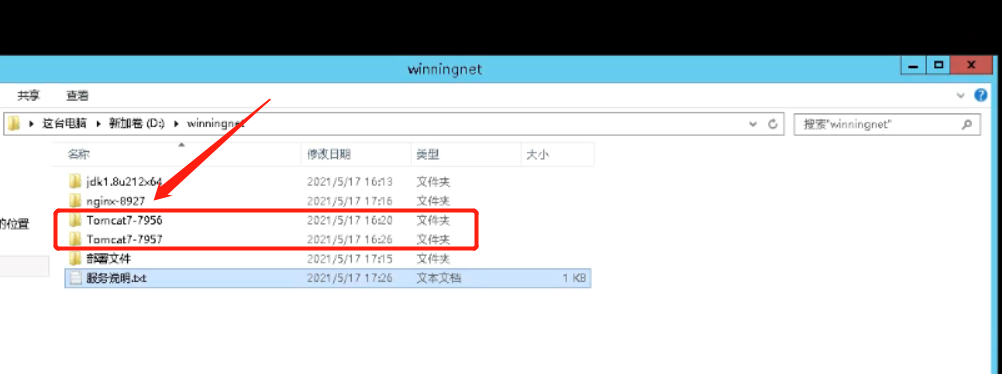 winningnet
共享 查看
这台电脑 新加卷 (D:) winningnet 搜索"winningnet"
名称 修改日期 类型 大小
jdk1.8u212x64 2021/5/17 16:13 文件夹
nginx-8927 2021/5/17 17:16 文件夹
Tomcat7-7956 2021/5/17 16:20 文件夹
的位置
Tomcat7-7957 2021/5/17 16:26 文件夹
部署文件 2021/5/17 17:15 文件夹
服务说明.txt 2021/5/17 17:26 文本文档 1 KB